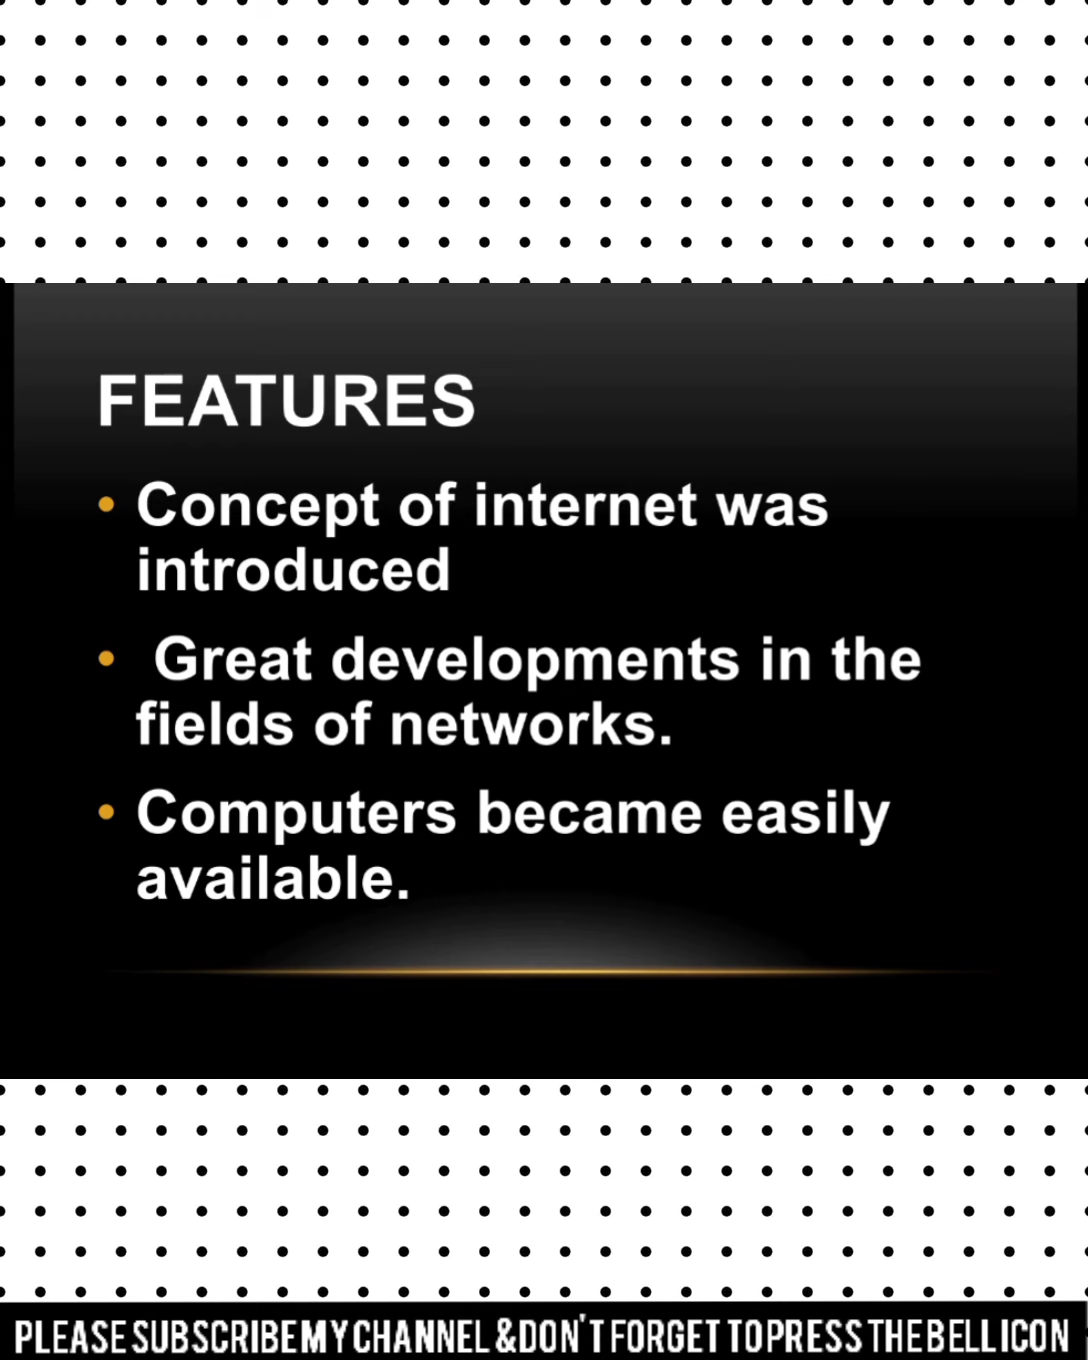 FEATURES
• Concept of internet was
introduced
• Great developments in the
fields of networks.
• Computers became easily
available.
PLEASE SUBSCRIBE MY CHANNEL & DON'T FORGET TO PRESS THE BELL ICON